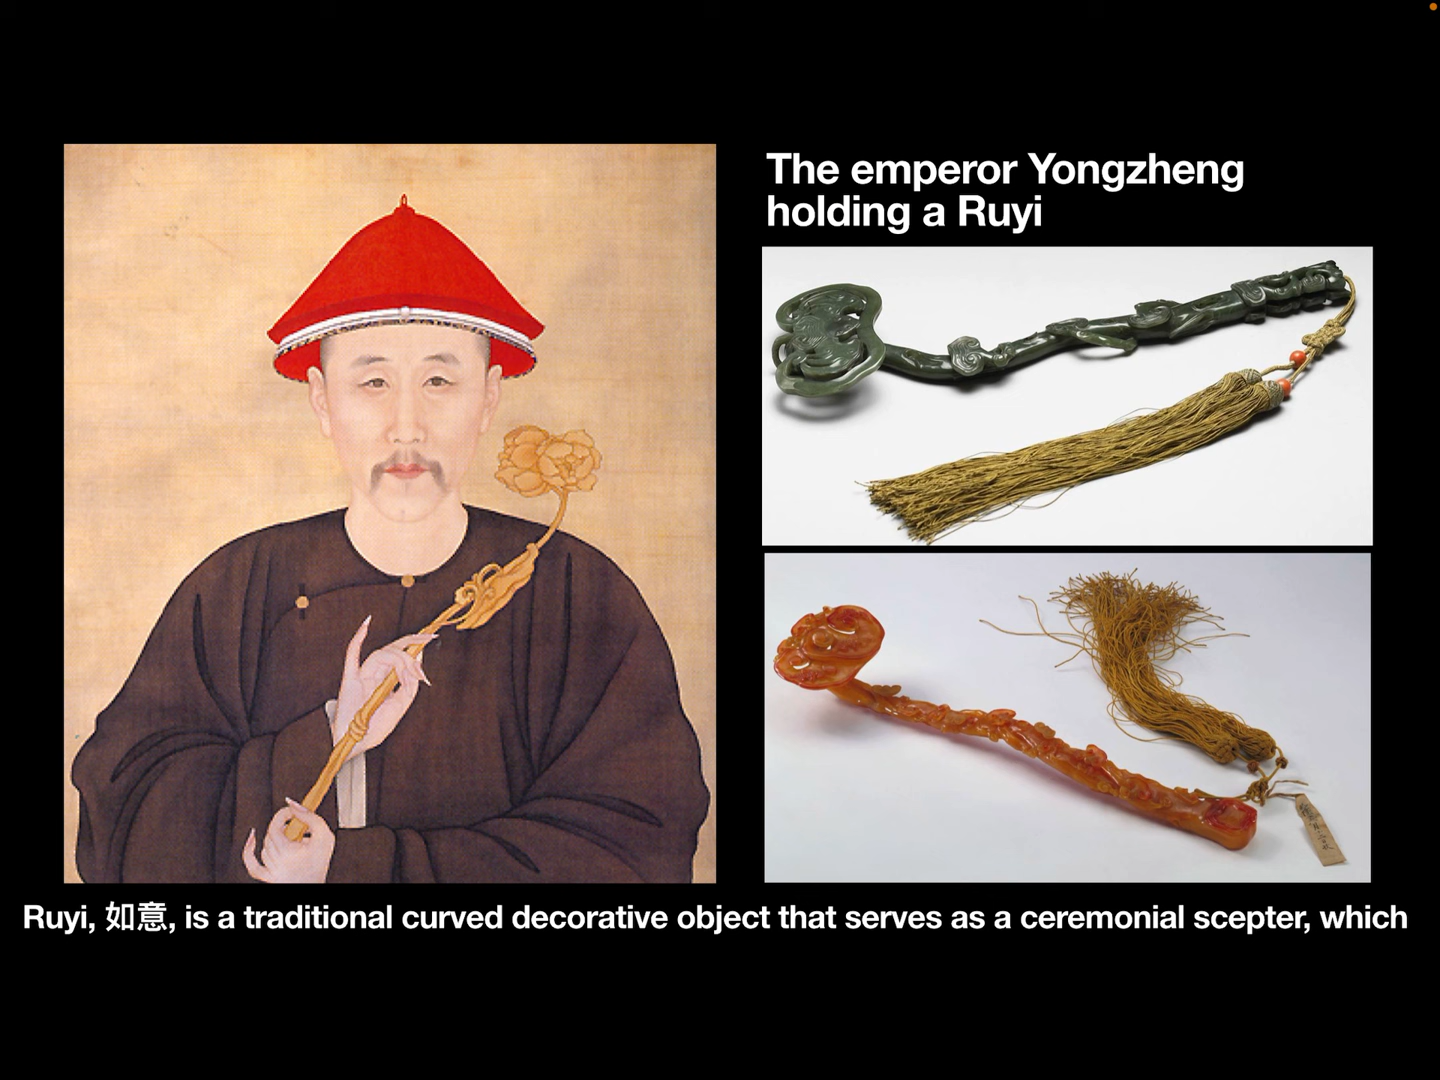 The emperor Yongzheng
holding a Ruyi
Ruyi, 如意, is a traditional curved decorative object that serves as a ceremonial scepter, which